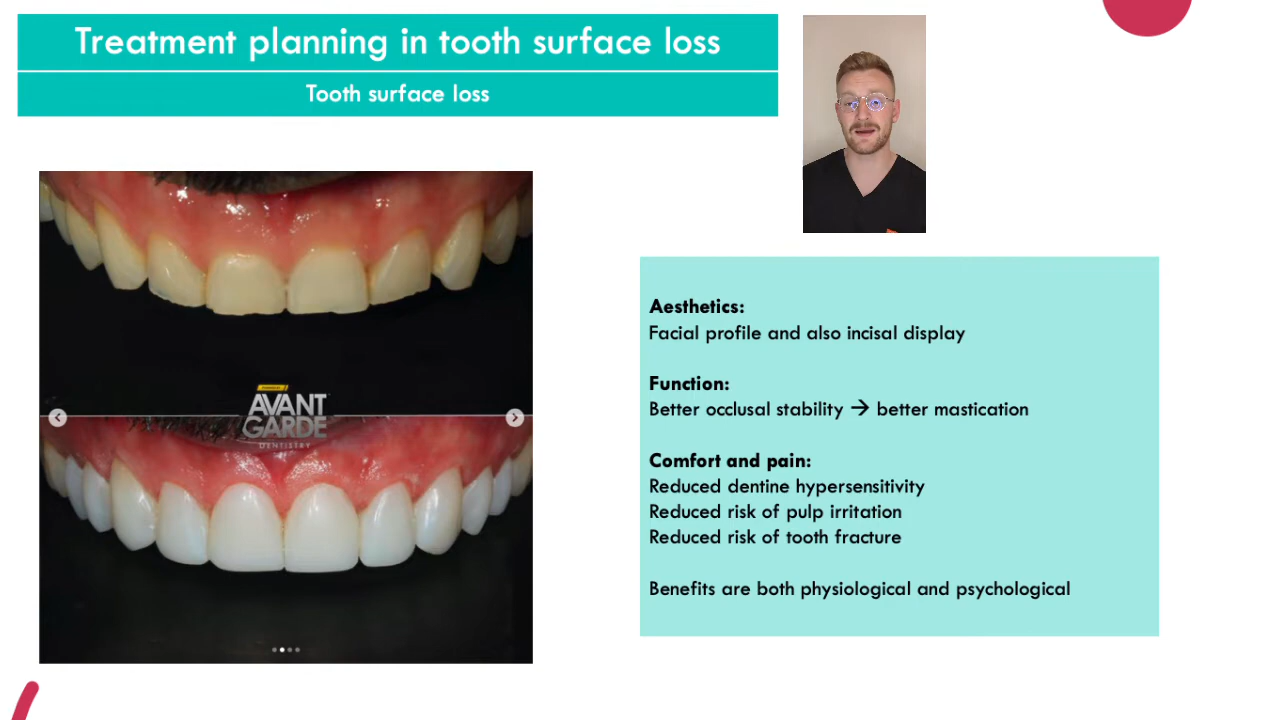 Treatment planning in tooth surface loss
Tooth surface loss
AVANT
GARDE
DENTISTRY
Aesthetics:
Facial profile and also incisal display
Function:
Better occlusal stability → better mastication
Comfort and pain:
Reduced dentine hypersensitivity
Reduced risk of pulp irritation
Reduced risk of tooth fracture
Benefits are both physiological and psychological